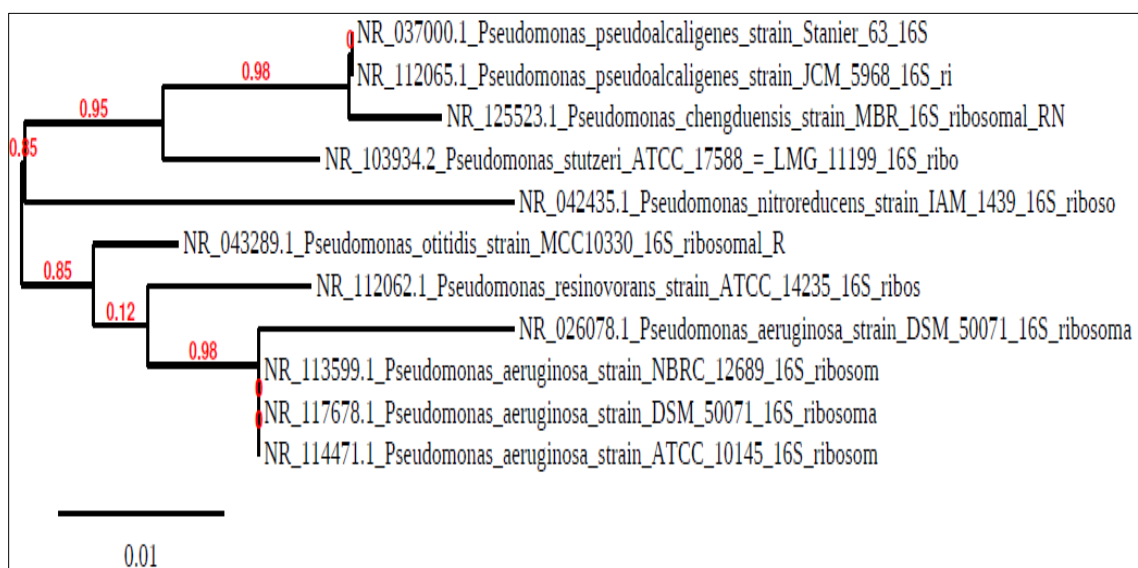 NR_037000.1_Pseudomonas_pseudoalcaligenes_strain_Stanier_63_16S
0
NR_112065.1_Pseudomonas_pseudoalcaligenes_strain_JCM_5968_16S_ri
0.98
NR_125523.1_Pseudomonas_chengduensis_strain_MBR_16S_ribosomal_RN
0.95
0.85
NR_103934.2_Pseudomonas_stutzeri_ATCC_17588_=_LMG_11199_16S_ribo
NR_042435.1_Pseudomonas_nitroreducens_strain_IAM_1439_16S_riboso
NR_043289.1_Pseudomonas_otitidis_strain_MCC10330_16S_ribosomal_R
0.85
NR_112062.1_Pseudomonas_resinovorans_strain_ATCC_14235_16S_ribos
0.12
NR_026078.1_Pseudomonas_aeruginosa_strain_DSM_50071_16S_ribosoma
0.98
NR_113599.1_Pseudomonas_aeruginosa_strain_NBRC_12689_16S_ribosom
0
NR_117678.1_Pseudomonas_aeruginosa_strain_DSM_50071_16S_ribosoma
0
NR_114471.1_Pseudomonas_aeruginosa_strain_ATCC_10145_16S_ribosom
0.01